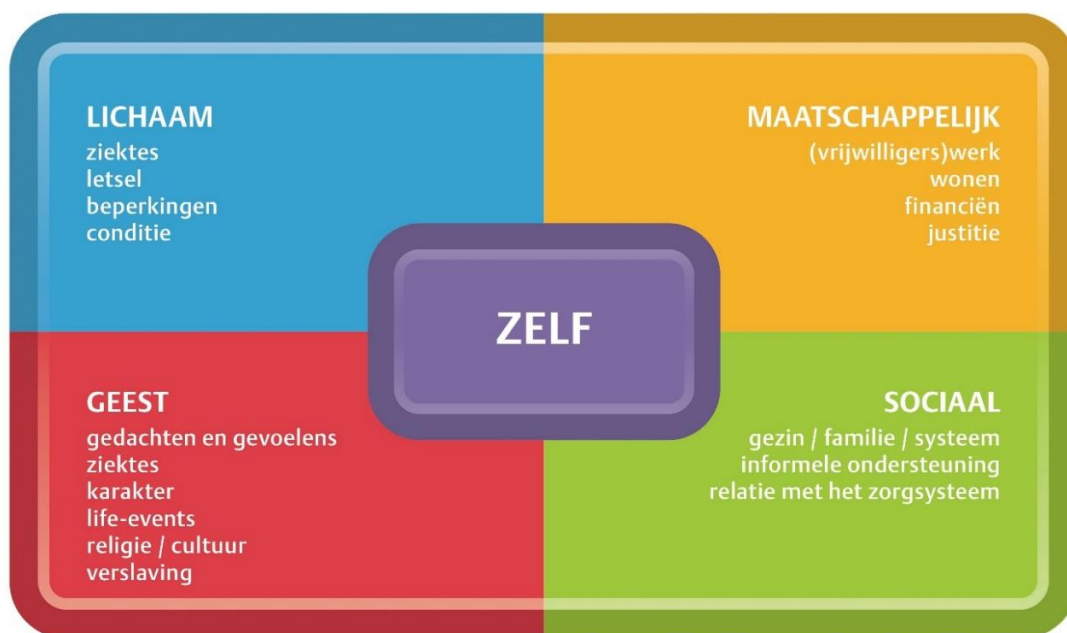 LICHAAM
ziektes
letsel
beperkingen
conditie
MAATSCHAPPELIJK
(vrijwilligers)werk
wonen
financiën
justitie
ZELF
GEEST
gedachten en gevoelens
ziektes
karakter
life-events
religie / cultuur
verslaving
SOCIAAL
gezin / familie / systeem
informele ondersteuning
relatie met het zorgsysteem